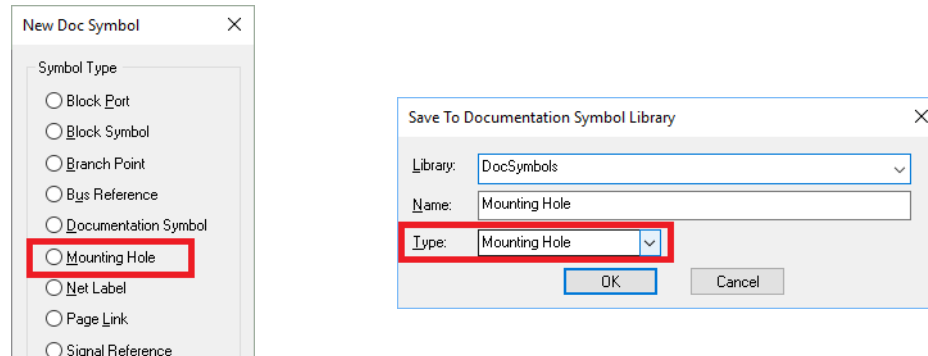 New Doc Symbol
Symbol Type
Block Port
Block Symbol
Branch Point
Bus Reference
Documentation Symbol
Mounting Hole
Net Label
Page Link
Signal Reference
Save To Documentation Symbol Library
Library: DocSymbols
Name: Mounting Hole
Type: Mounting Hole
OK Cancel